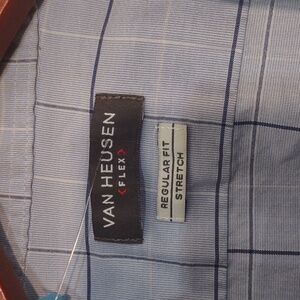 VAN HEUSEN
<FLEX>
REGULAR FIT
STRETCH